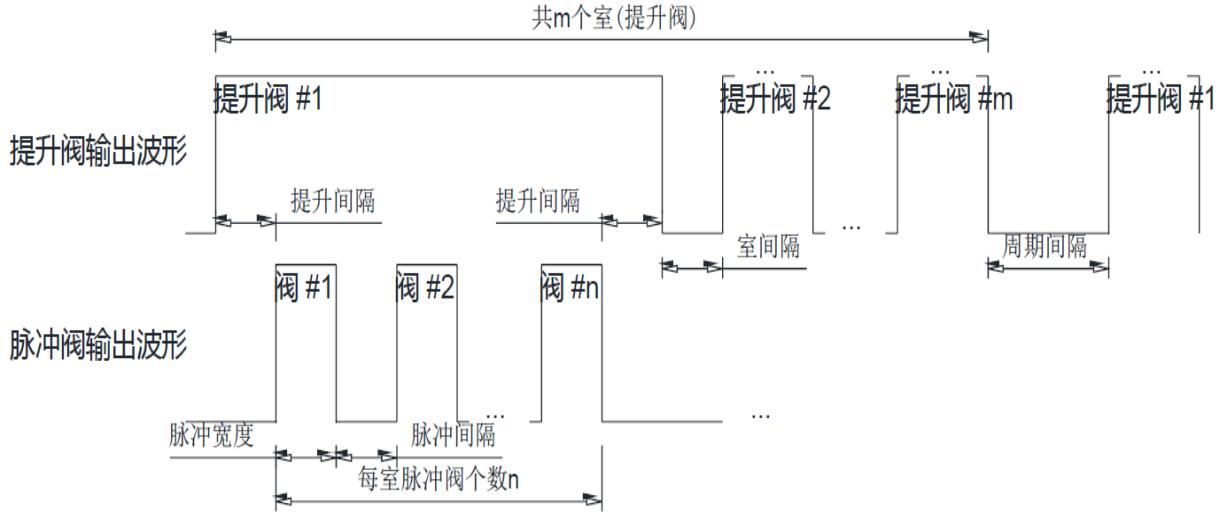 共m个室(提升阀)
...
...
...
提升阀 #1
提升阀 #2
提升阀 #m
提升阀 #1
提升阀输出波形
提升间隔
提升间隔
...
室间隔
周期间隔
阀 #1
阀 #2
阀 #n
脉冲阀输出波形
...
...
脉冲宽度
脉冲间隔
每室脉冲阀个数n